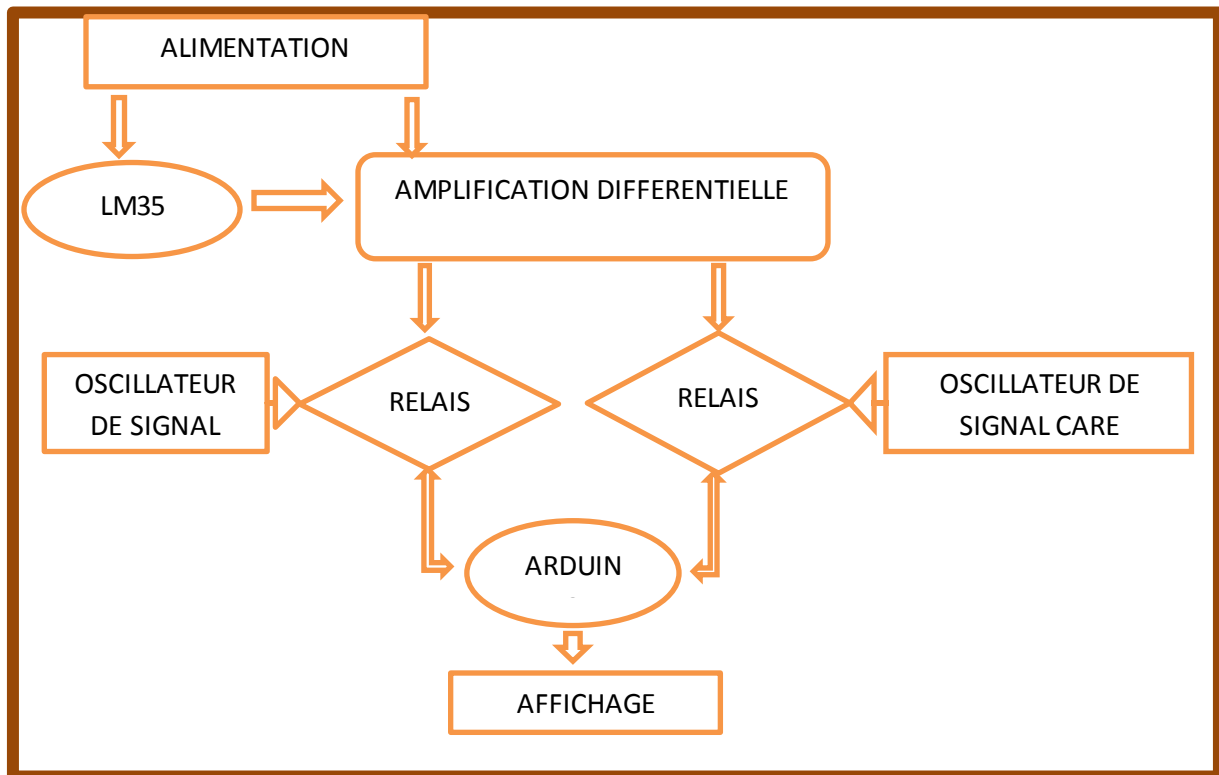 ALIMENTATION
LM35
AMPLIFICATION DIFFERENTIELLE
OSCILLATEUR
DE SIGNAL
RELAIS
RELAIS
OSCILLATEUR DE
SIGNAL CARE
ARDUIN
AFFICHAGE